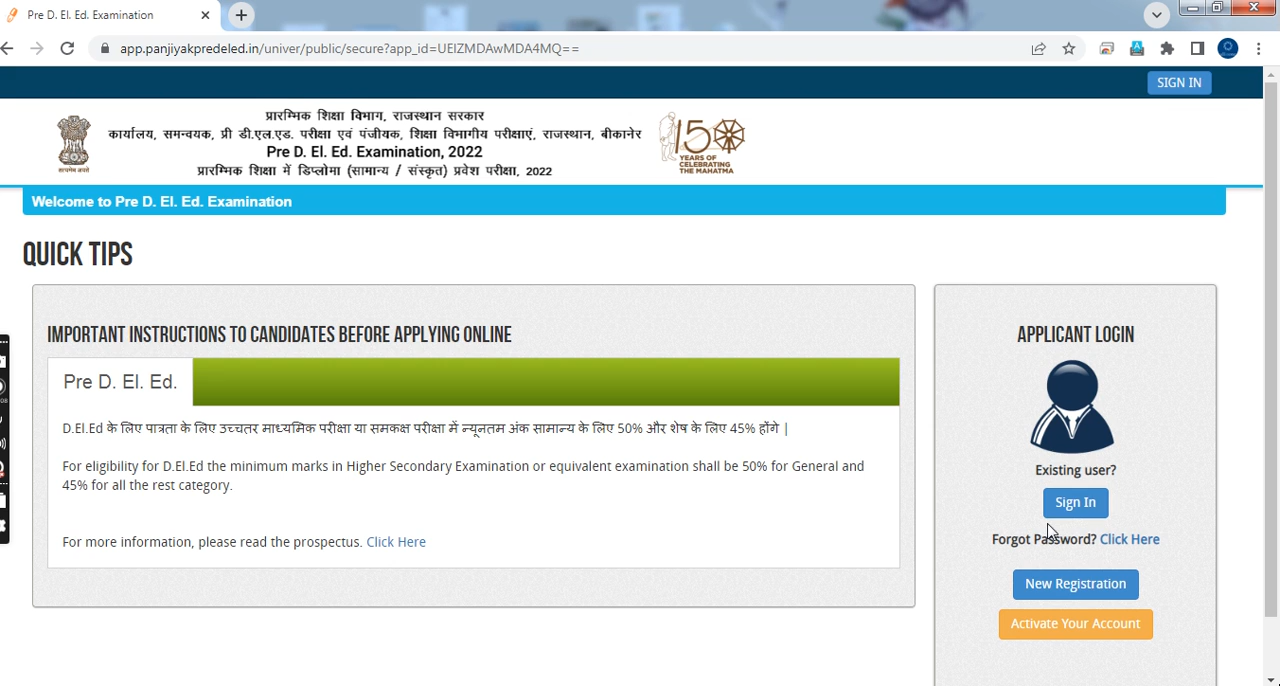 Pre D. El. Ed. Examination
app.panjiyakpredeled.in/univer/public/secure?app_id=UElZMDAwMDA4MQ==
SIGN IN
प्रारम्भिक शिक्षा विभाग, राजस्थान सरकार
कार्यालय, समन्वयक, प्री डी.एल.एड. परीक्षा एवं पंजीयक, शिक्षा विभागीय परीक्षाएं, राजस्थान, बीकानेर
Pre D. El. Ed. Examination, 2022
प्रारम्भिक शिक्षा में डिप्लोमा (सामान्य / संस्कृत) प्रवेश परीक्षा, 2022
सत्यमेव जयते
150
YEARS OF
CELEBRATING
THE MAHATMA
Welcome to Pre D. El. Ed. Examination
QUICK TIPS
IMPORTANT INSTRUCTIONS TO CANDIDATES BEFORE APPLYING ONLINE
Pre D. El. Ed.
D.El.Ed के लिए पात्रता के लिए उच्चतर माध्यमिक परीक्षा या समकक्ष परीक्षा में न्यूनतम अंक सामान्य के लिए 50% और शेष के लिए 45% होंगे |
For eligibility for D.El.Ed the minimum marks in Higher Secondary Examination or equivalent examination shall be 50% for General and
45% for all the rest category.
For more information, please read the prospectus. Click Here
APPLICANT LOGIN
Existing user?
Sign In
Forgot Password? Click Here
New Registration
Activate Your Account